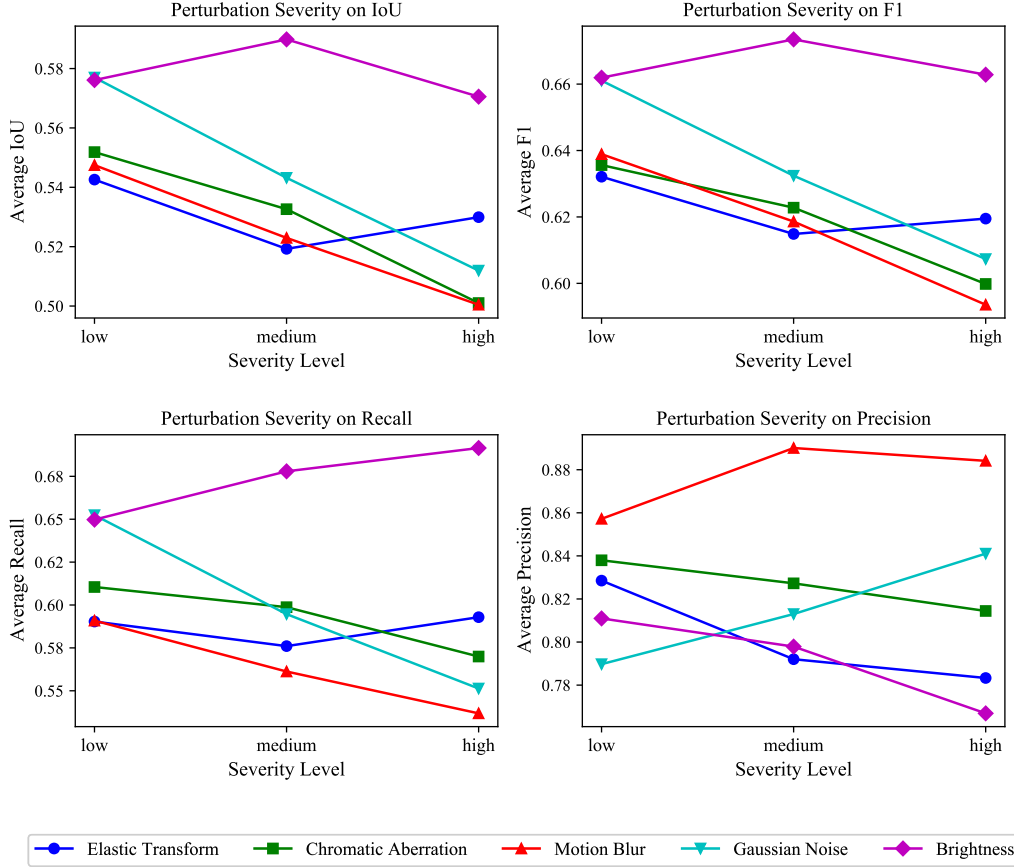 Perturbation Severity on IoU
Average IoU
0.58
0.56
0.54
0.52
0.50
low medium high
Severity Level
Perturbation Severity on F1
Average F1
0.66
0.64
0.62
0.60
low medium high
Severity Level
Perturbation Severity on Recall
Average Recall
0.68
0.65
0.62
0.60
0.58
0.55
low medium high
Severity Level
Perturbation Severity on Precision
Average Precision
0.88
0.86
0.84
0.82
0.80
0.78
low medium high
Severity Level
Elastic Transform Chromatic Aberration Motion Blur Gaussian Noise Brightness